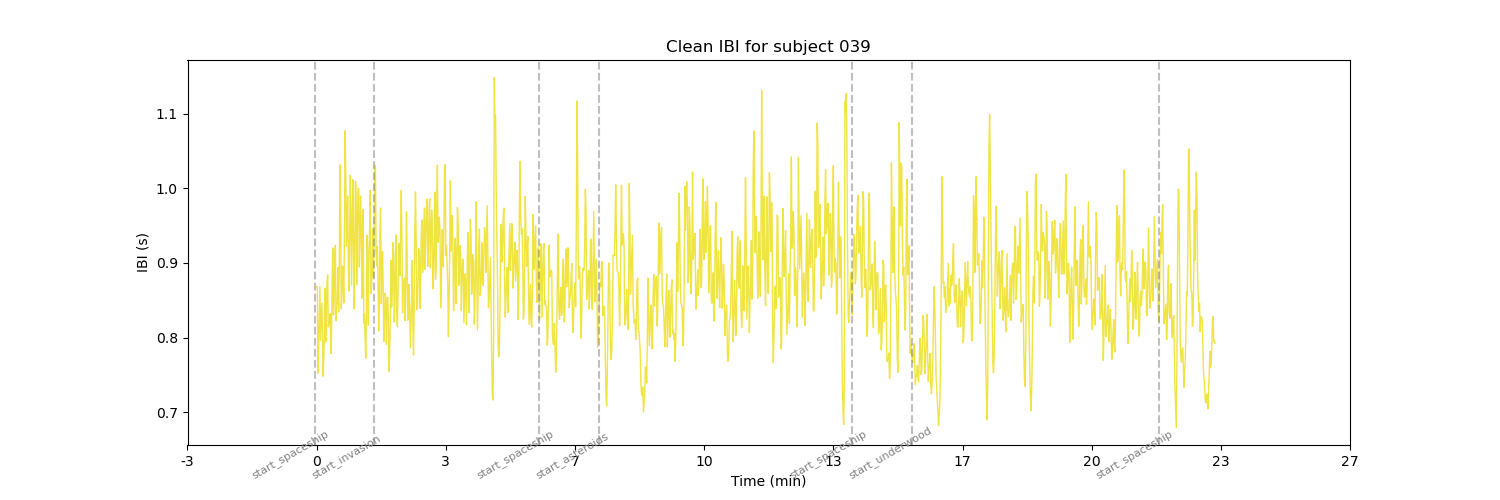 Clean IBI for subject 039
IBI (s)
1.1
1.0
0.9
0.8
0.7
-3 0 3 7 10 13 17 20 23 27
start_spaceship start_invasion start_spaceship start_asteroids start_spaceship start_underwood start_spaceship
Time (min)